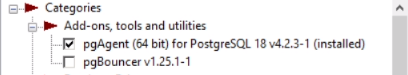 Categories
Add-ons, tools and utilities
pgAgent (64 bit) for PostgreSQL 18 v4.2.3-1 (installed)
pgBouncer v1.25.1-1